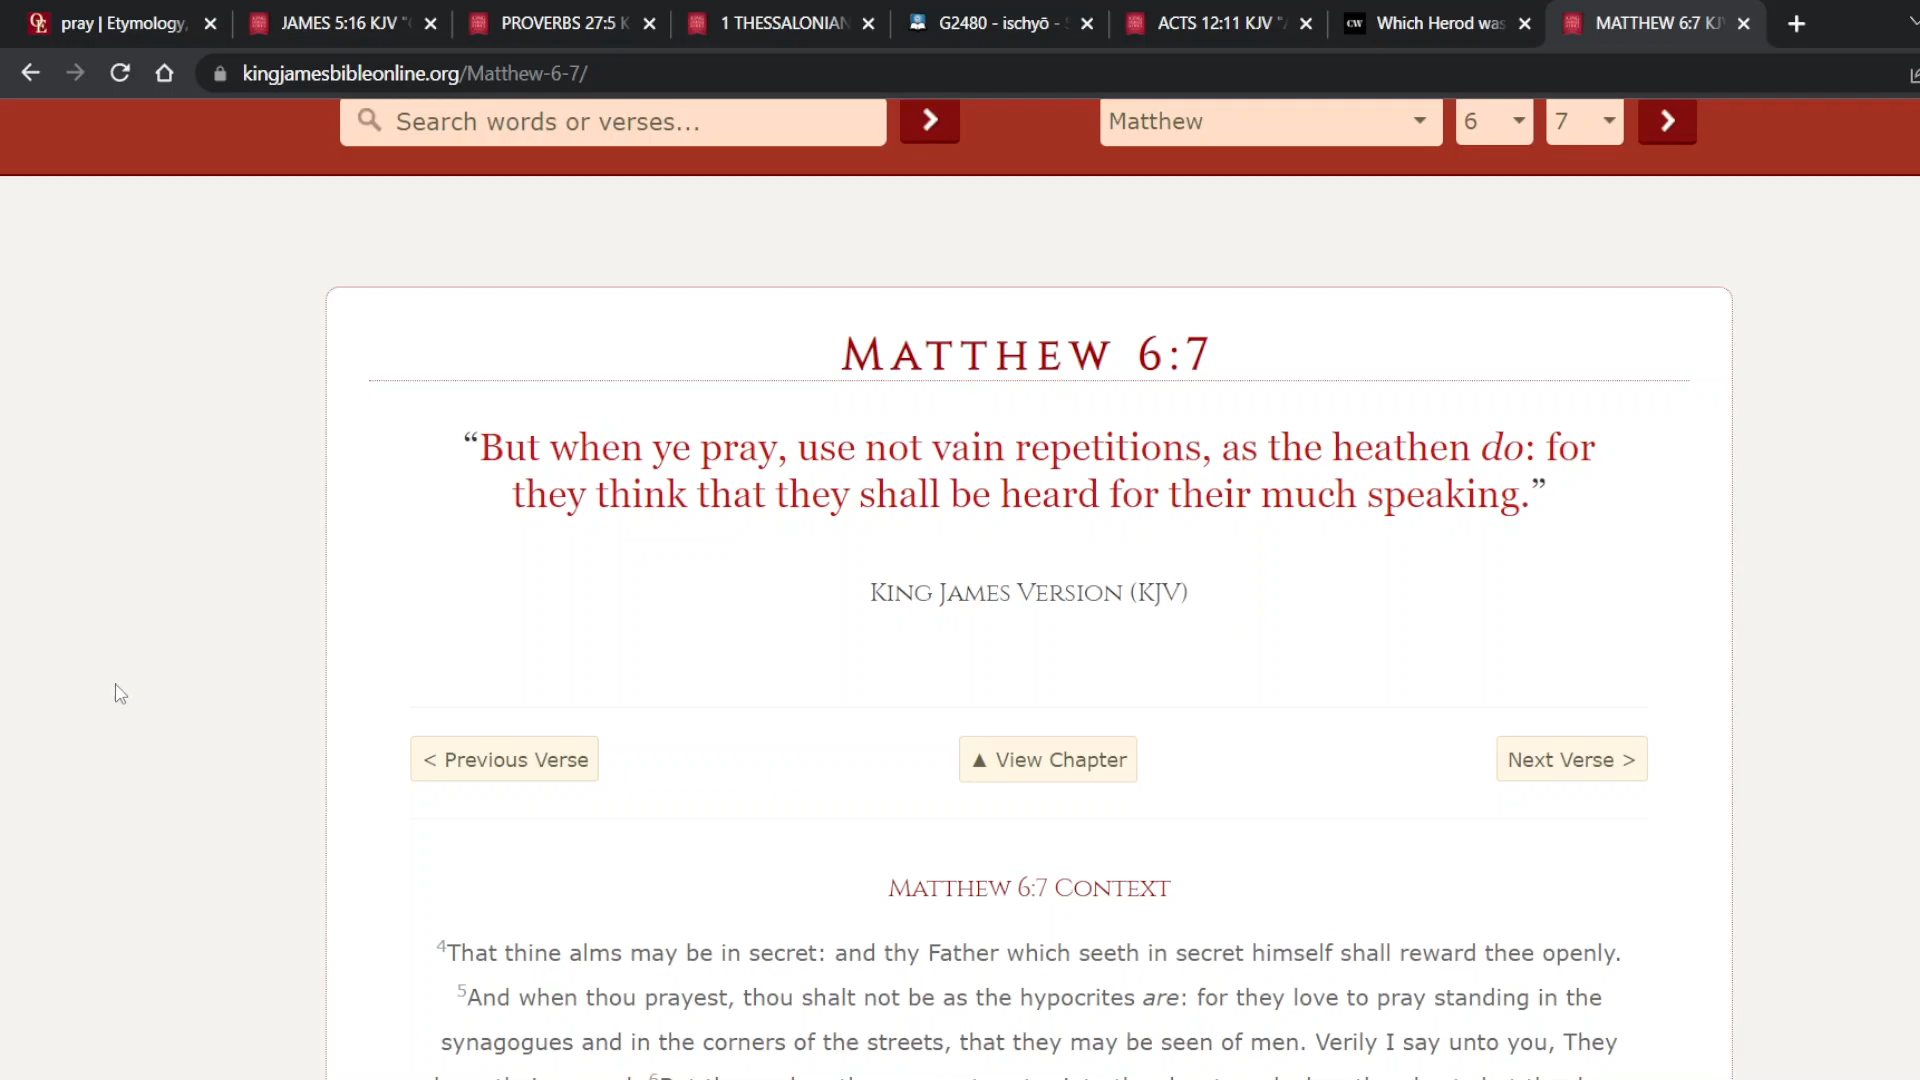 pray | Etymology,
JAMES 5:16 KJV "
PROVERBS 27:5 K
1 THESSALONIAN
G2480 - ischyō -
ACTS 12:11 KJV "
Which Herod was
MATTHEW 6:7 KJV
kingjamesbibleonline.org/Matthew-6-7/
Search words or verses...
Matthew
6
7
MATTHEW 6:7
“But when ye pray, use not vain repetitions, as the heathen do: for
they think that they shall be heard for their much speaking.”
KING JAMES VERSION (KJV)
< Previous Verse
▲ View Chapter
Next Verse >
MATTHEW 6:7 CONTEXT
4That thine alms may be in secret: and thy Father which seeth in secret himself shall reward thee openly.
5And when thou prayest, thou shalt not be as the hypocrites are: for they love to pray standing in the
synagogues and in the corners of the streets, that they may be seen of men. Verily I say unto you, They